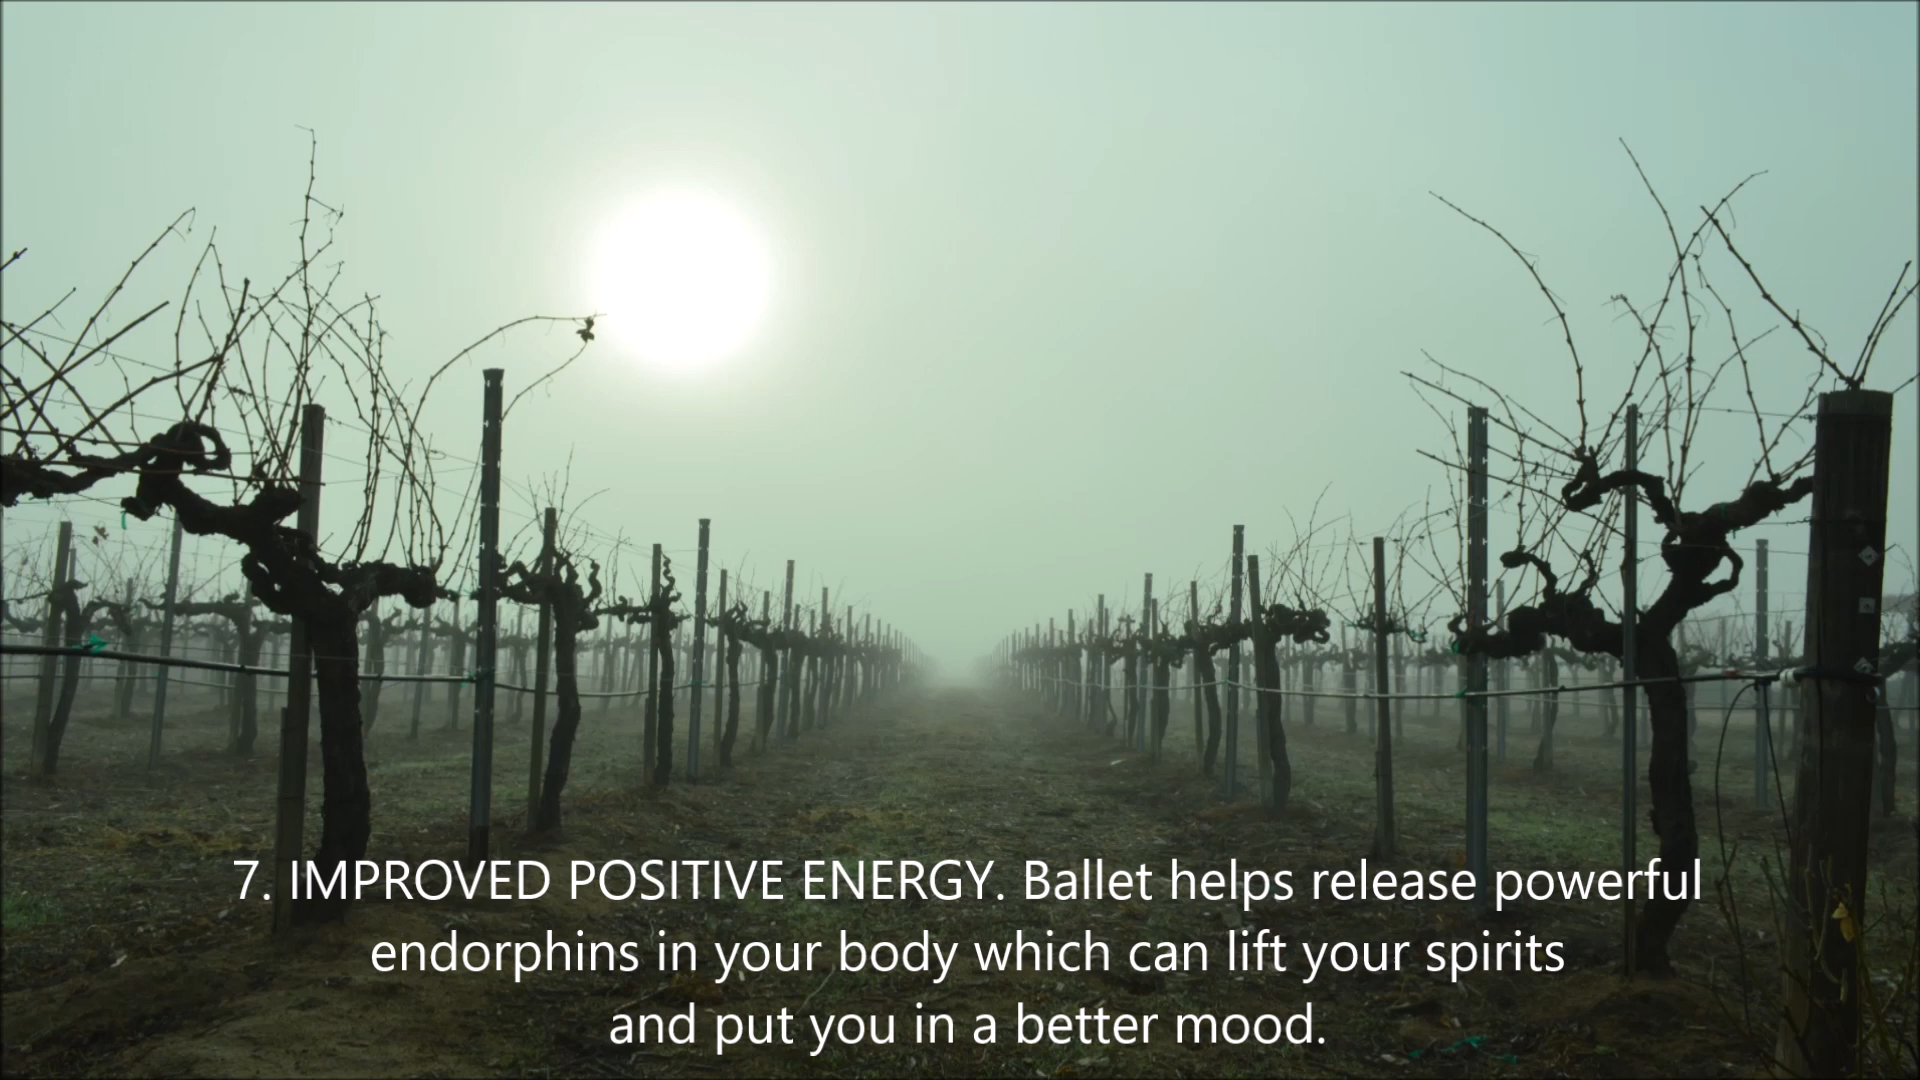 7. IMPROVED POSITIVE ENERGY. Ballet helps release powerful
endorphins in your body which can lift your spirits
and put you in a better mood.